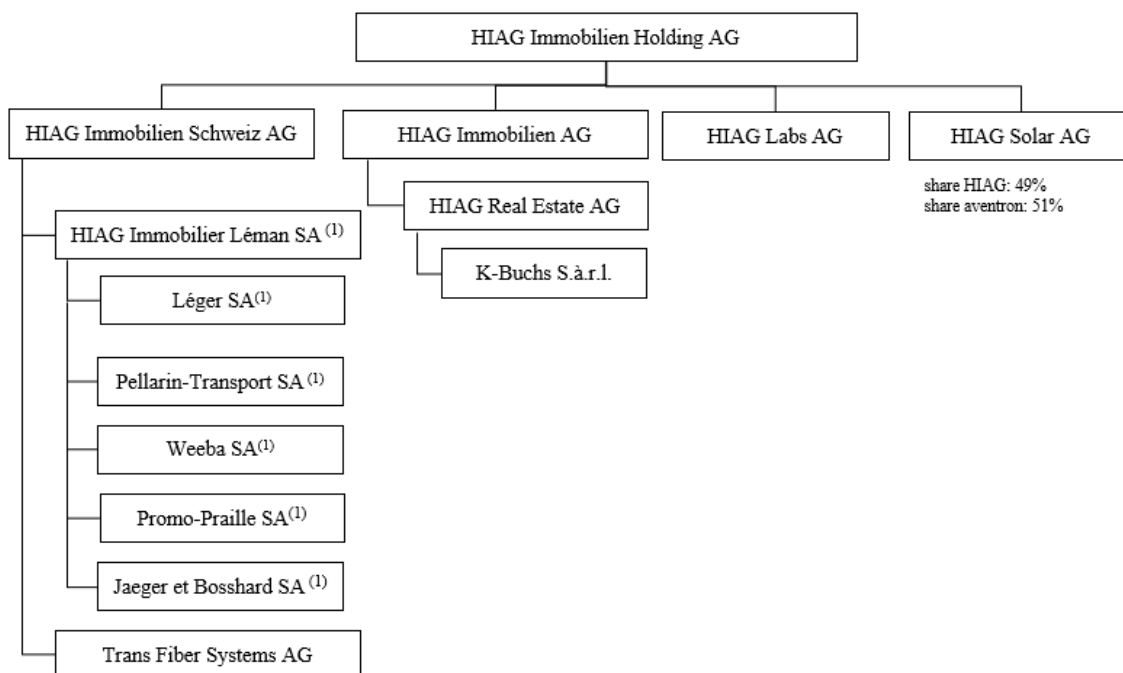 HIAG Immobilien Holding AG
HIAG Immobilien Schweiz AG
HIAG Immobilien AG
HIAG Labs AG
HIAG Solar AG
share HIAG: 49%
share aventron: 51%
HIAG Real Estate AG
HIAG Immobilier Léman SA (1)
K-Buchs S.à.r.l.
Léger SA(1)
Pellarin-Transport SA (1)
Weeba SA(1)
Promo-Praille SA(1)
Jaeger et Bosshard SA (1)
Trans Fiber Systems AG